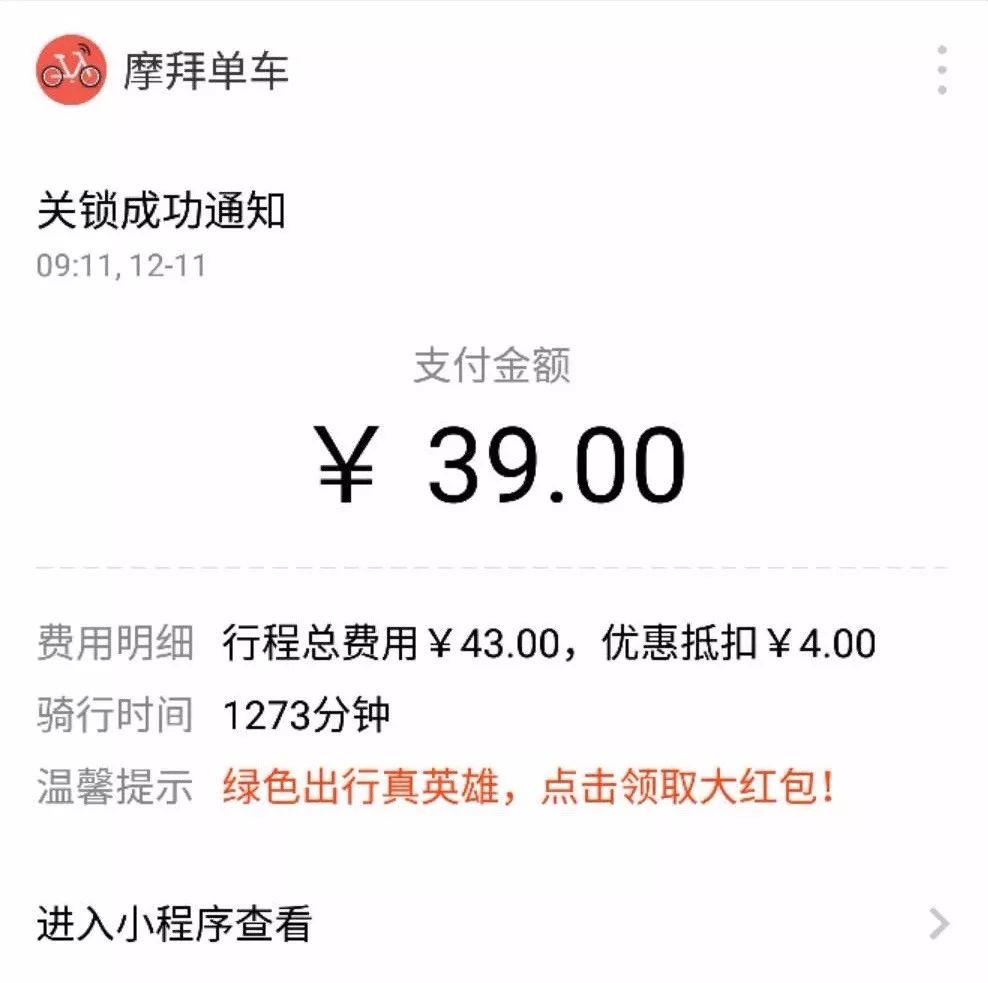 摩拜单车
关锁成功通知
09:11, 12-11
支付金额
¥ 39.00
费用明细 行程总费用¥43.00，优惠抵扣¥4.00
骑行时间 1273分钟
温馨提示 绿色出行真英雄，点击领取大红包！
进入小程序查看